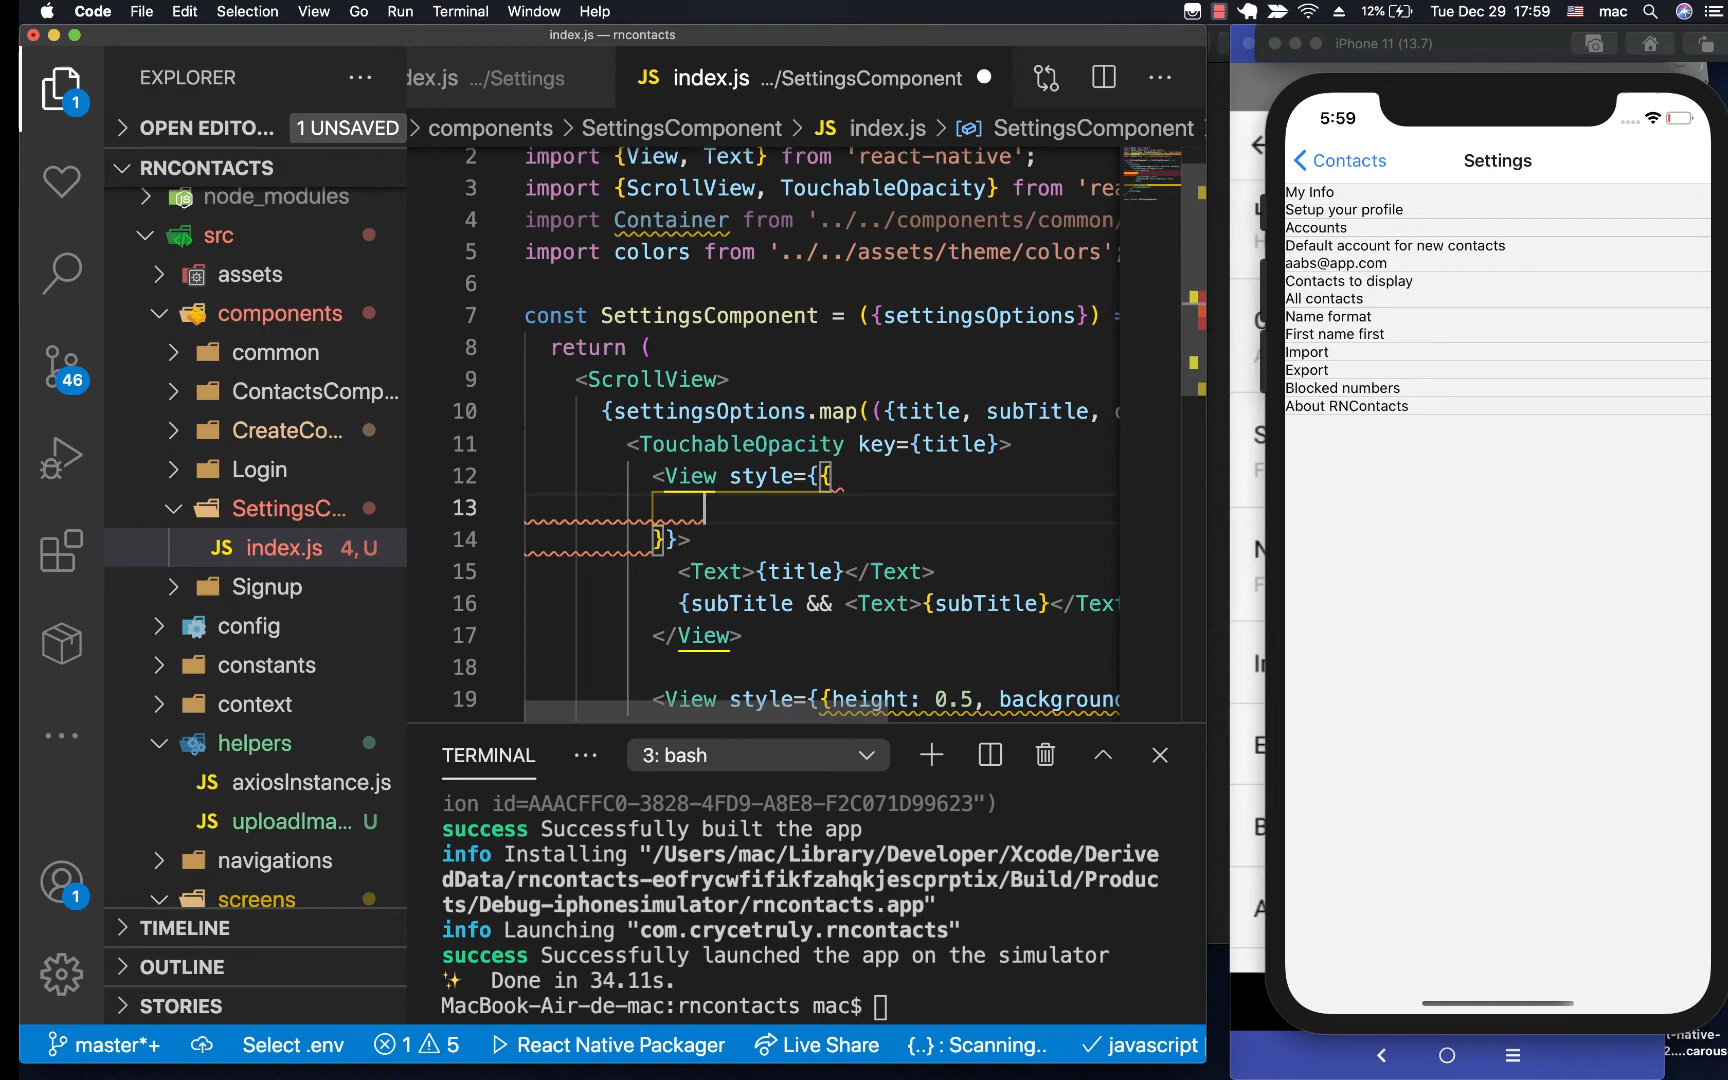 Code File Edit Selection View Go Run Terminal Window Help
12% Tue Dec 29 17:59 mac
index.js — rncontacts
EXPLORER
dex.js .../Settings
JS index.js .../SettingsComponent
OPEN EDITO... 1 UNSAVED
components > SettingsComponent > JS index.js > SettingsComponent
RNCONTACTS
node_modules
src
assets
components
common
ContactsComp...
CreateCo...
Login
SettingsC...
JS index.js 4, U
Signup
config
constants
context
helpers
JS axiosInstance.js
JS uploadIma... U
navigations
screens
TIMELINE
OUTLINE
STORIES
1
46
1
2 import {View, Text} from 'react-native';
3 import {ScrollView, TouchableOpacity} from 'rea
4 import Container from '../../components/common/
5 import colors from '../../assets/theme/colors';
6
7 const SettingsComponent = ({settingsOptions}) =
8 return (
9 <ScrollView>
10 {settingsOptions.map(({title, subTitle, o
11 <TouchableOpacity key={title}>
12 <View style={{
13
14 }}>
15 <Text>{title}</Text>
16 {subTitle && <Text>{subTitle}</Text
17 </View>
18
19 <View style={{height: 0.5, background
TERMINAL ... 3: bash
ion id=AAACFFC0-3828-4FD9-A8E8-F2C071D99623")
success Successfully built the app
info Installing "/Users/mac/Library/Developer/Xcode/Derive
dData/rncontacts-eofrycwfifikfzahqkjescprptix/Build/Produc
ts/Debug-iphonesimulator/rncontacts.app"
info Launching "com.crycetruly.rncontacts"
success Successfully launched the app on the simulator
✨ Done in 34.11s.
MacBook-Air-de-mac:rncontacts mac$
master*+ Select .env 1 5 React Native Packager Live Share {..} : Scanning.. javascript
iPhone 11 (13.7)
5:59
Contacts Settings
My Info
Setup your profile
Accounts
Default account for new contacts
aabs@app.com
Contacts to display
All contacts
Name format
First name first
Import
Export
Blocked numbers
About RNContacts
t-native-
2....carous